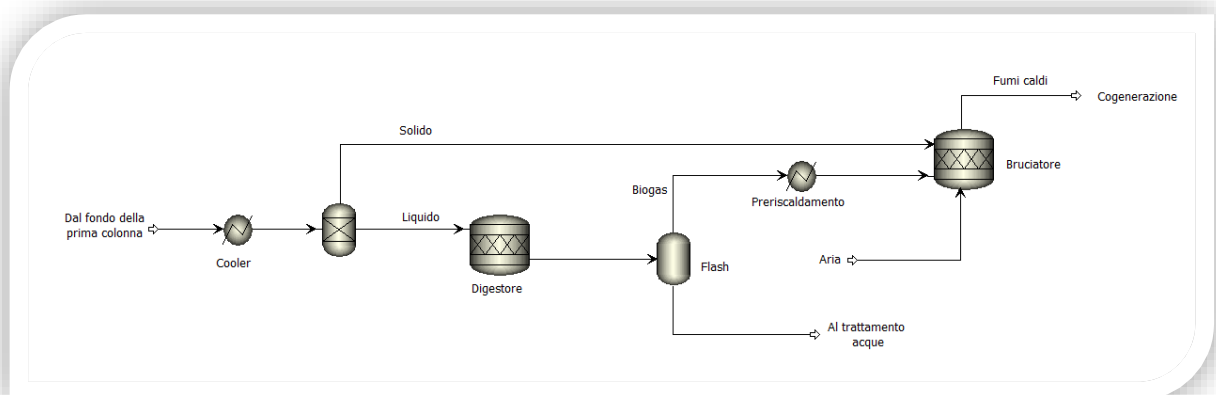 Fumi caldi
Cogenerazione
Solido
Bruciatore
Biogas
Preriscaldamento
Dal fondo della
prima colonna
Liquido
Cooler
Aria
Flash
Digestore
Al trattamento
acque